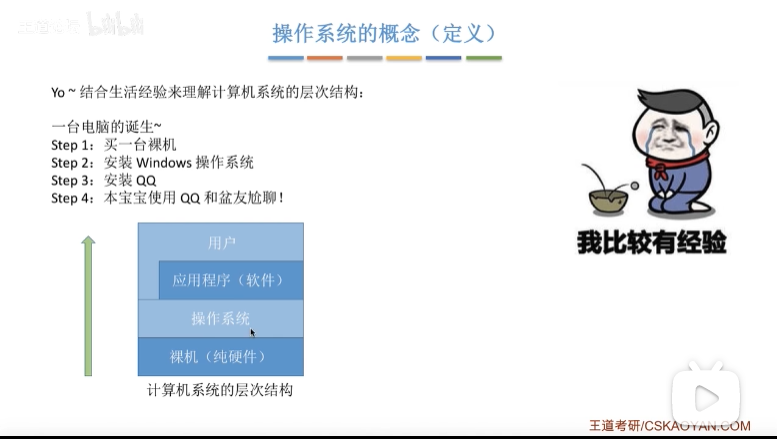 操作系统的概念（定义）
Yo ~ 结合生活经验来理解计算机系统的层次结构：
一台电脑的诞生~
Step 1：买一台裸机
Step 2：安装 Windows 操作系统
Step 3：安装 QQ
Step 4：本宝宝使用 QQ 和盆友尬聊！
用户
应用程序（软件）
操作系统
裸机（纯硬件）
计算机系统的层次结构
我比较有经验
王道考研/CSKAOYAN.COM